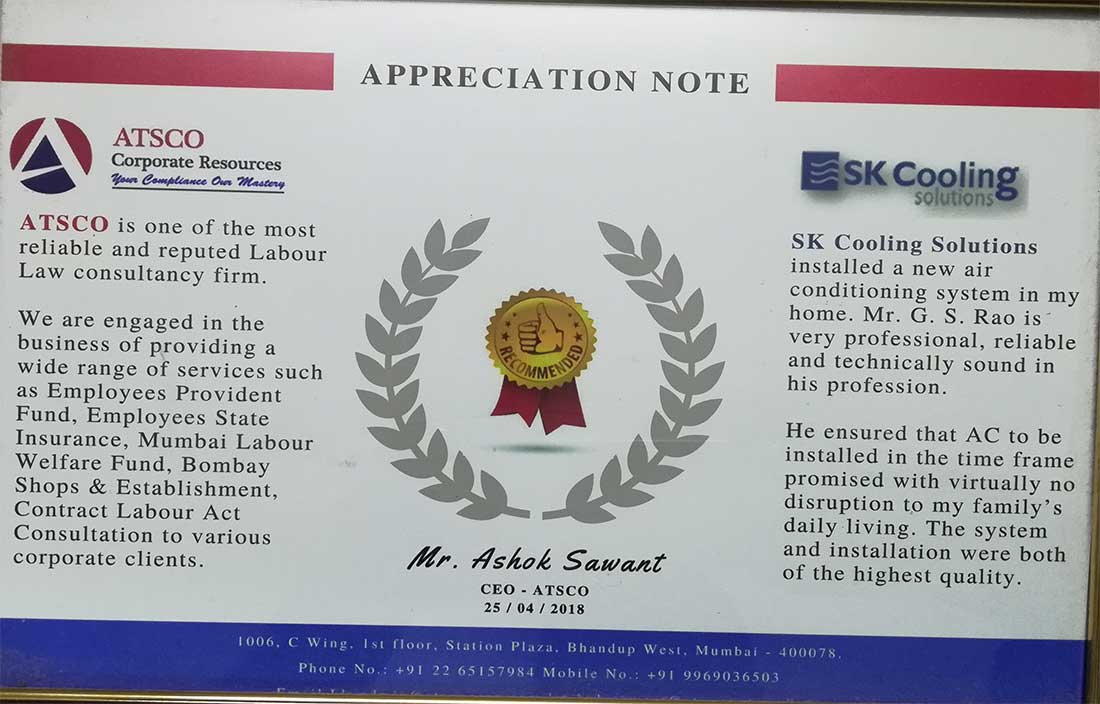 APPRECIATION NOTE
ATSCO
Corporate Resources
Your Compliance Our Mastery
ATSCO is one of the most
reliable and reputed Labour
Law consultancy firm.
We are engaged in the
business of providing a
wide range of services such
as Employees Provident
Fund, Employees State
Insurance, Mumbai Labour
Welfare Fund, Bombay
Shops & Establishment,
Contract Labour Act
Consultation to various
corporate clients.
RECOMMENDED
Mr. Ashok Sawant
CEO - ATSCO
25 / 04 / 2018
SK Cooling
solutions
SK Cooling Solutions
installed a new air
conditioning system in my
home. Mr. G. S. Rao is
very professional, reliable
and technically sound in
his profession.
He ensured that AC to be
installed in the time frame
promised with virtually no
disruption to my family's
daily living. The system
and installation were both
of the highest quality.
1006, C Wing, 1st floor, Station Plaza, Bhandup West, Mumbai - 400078.
Phone No.: +91 22 65157984 Mobile No.: +91 9969036503